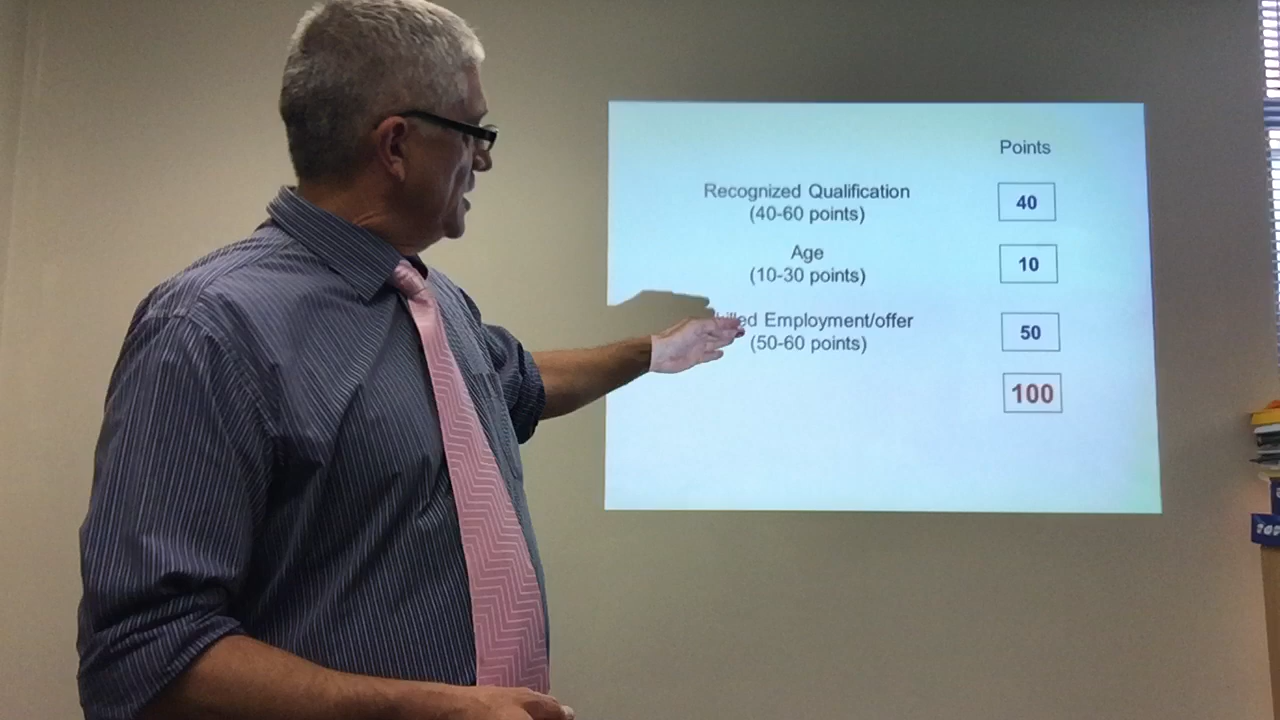 Points
Recognized Qualification
(40-60 points)
40
Age
(10-30 points)
10
Employment/offer
(50-60 points)
50
100